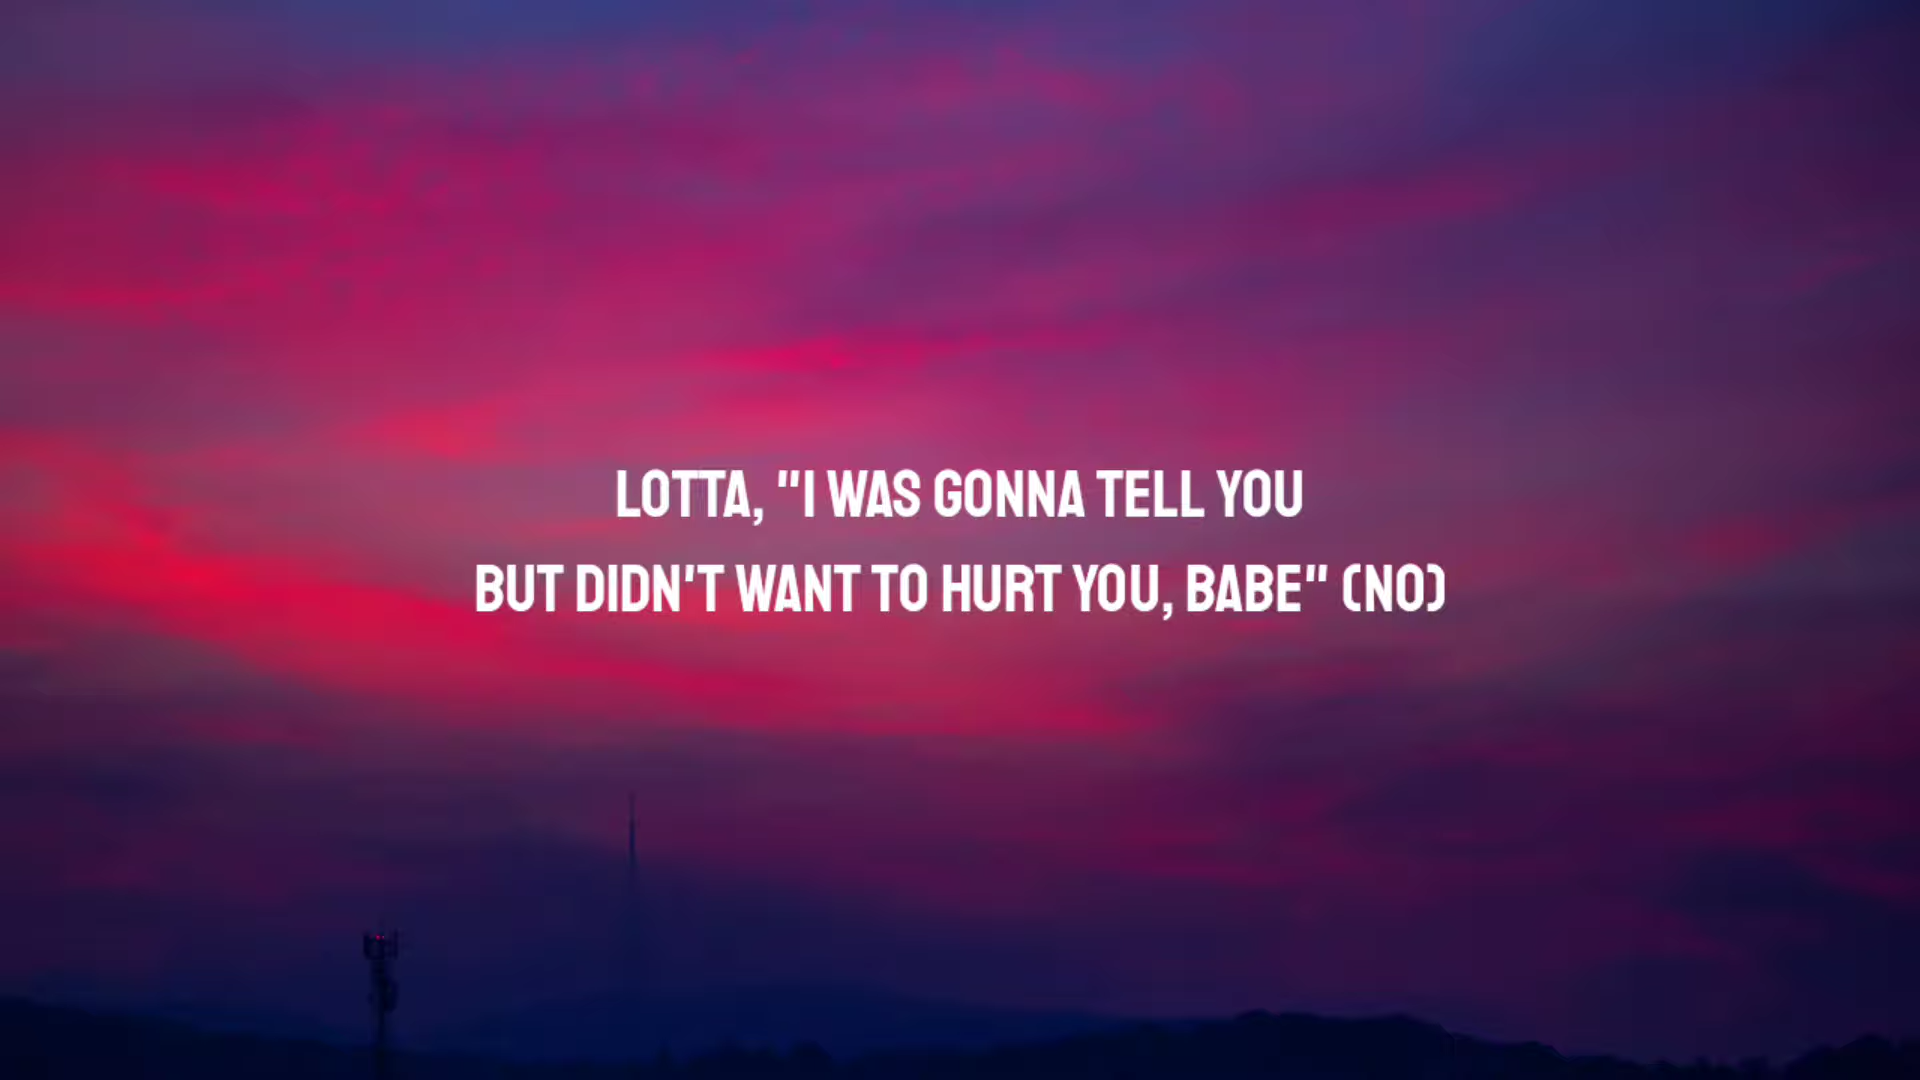 LOTTA, "I WAS GONNA TELL YOU
BUT DIDN'T WANT TO HURT YOU, BABE" (NO)